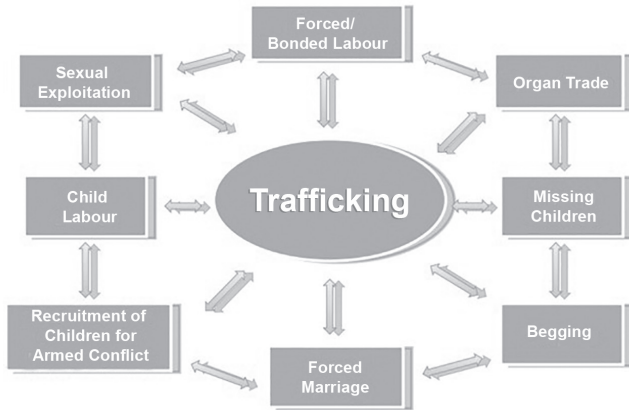 Forced/
Bonded Labour
Sexual
Exploitation
Organ Trade
Child
Labour
Trafficking
Missing
Children
Recruitment of
Children for
Armed Conflict
Begging
Forced
Marriage